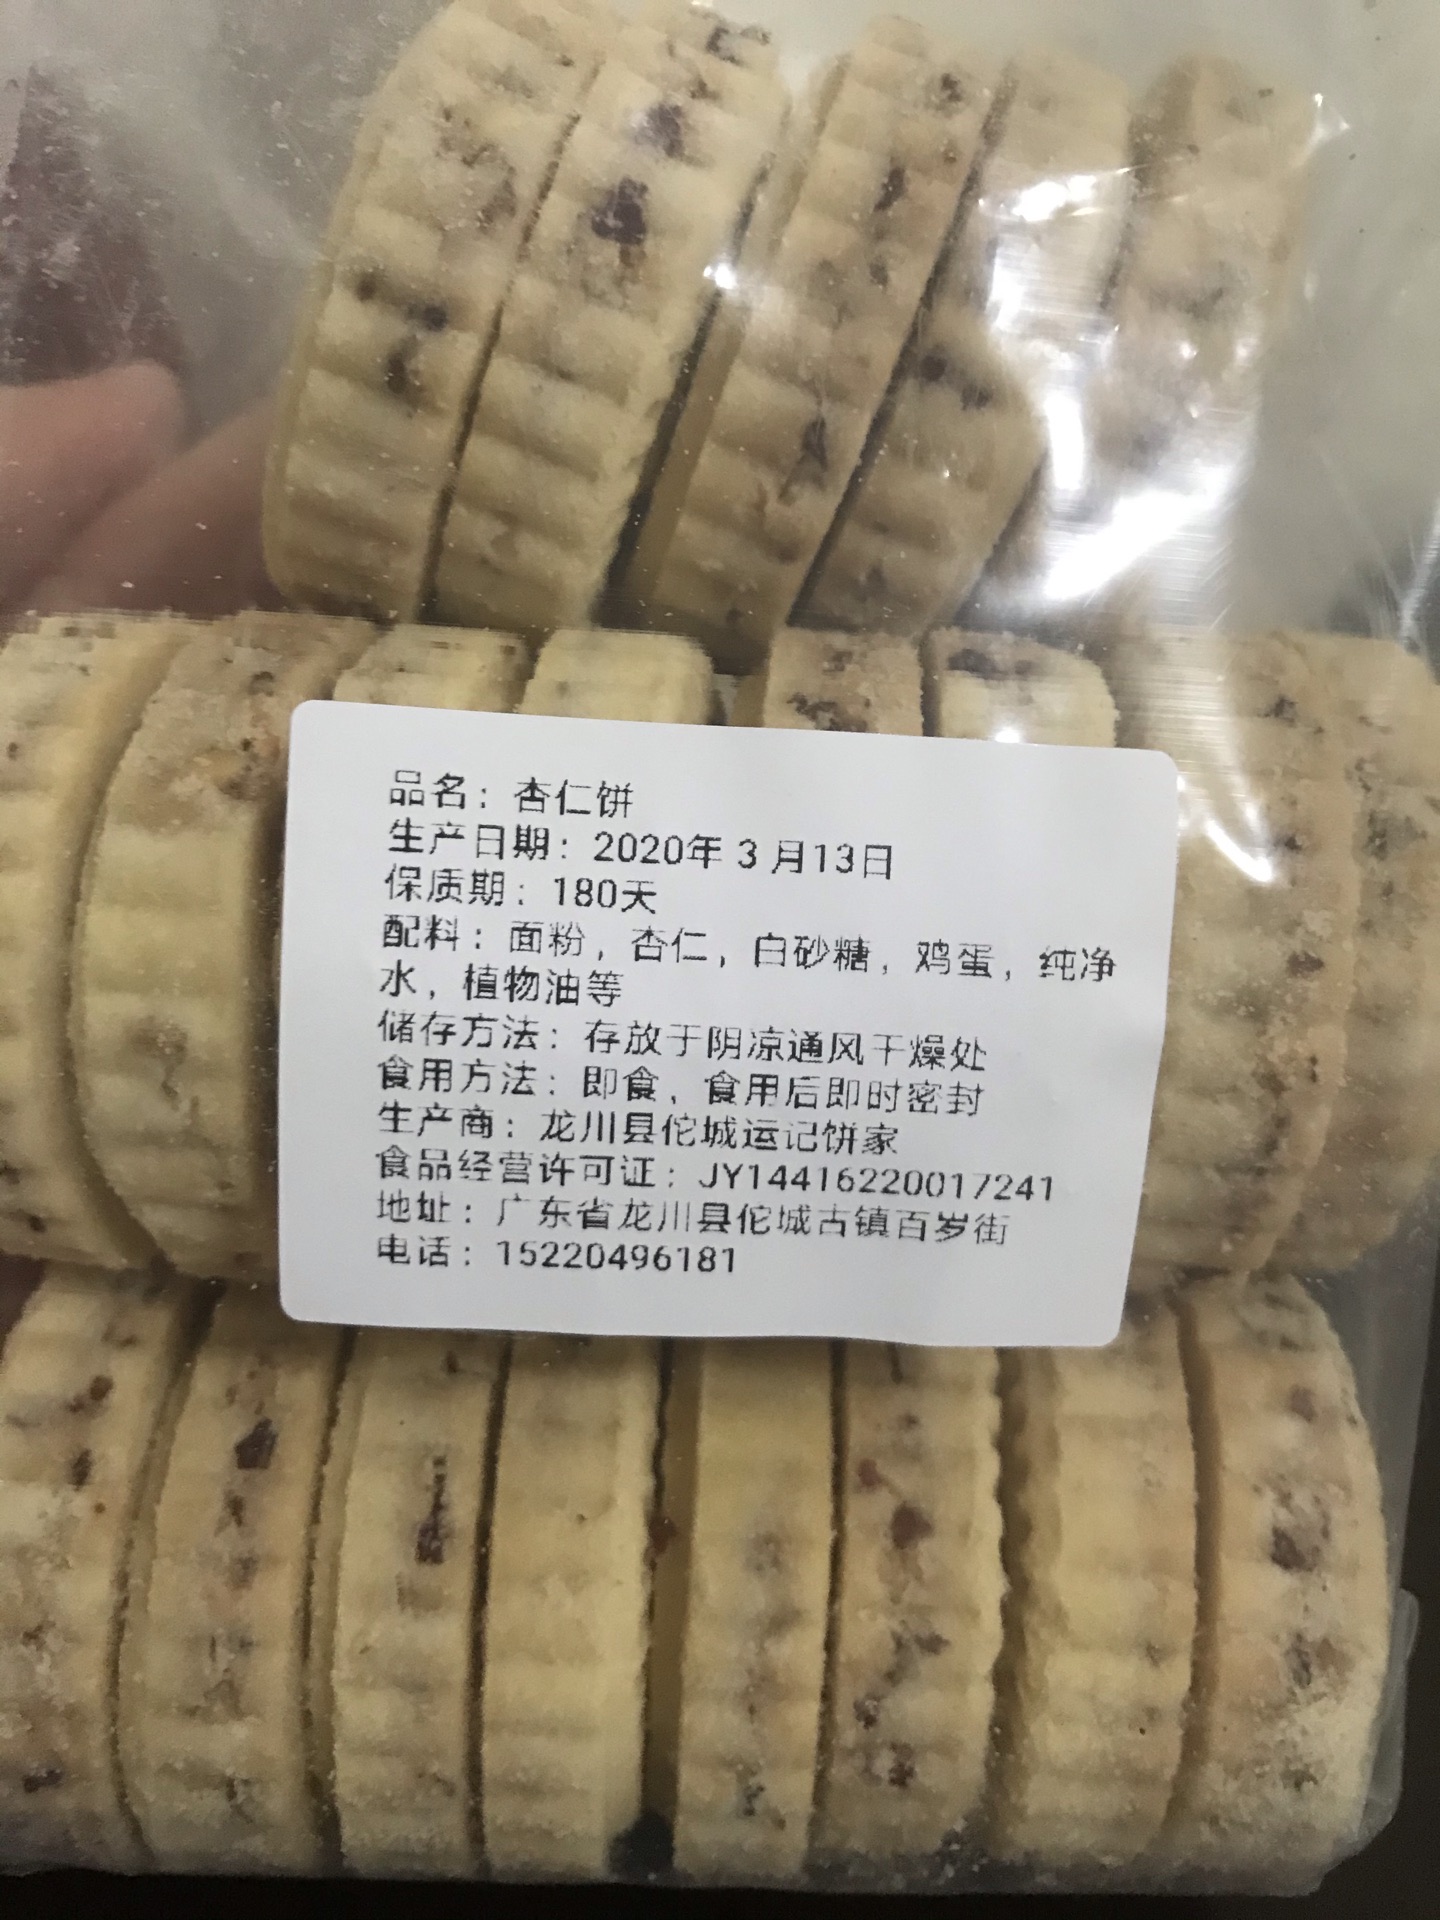 品名：杏仁饼
生产日期：2020年 3 月13日
保质期：180天
配料：面粉，杏仁，白砂糖，鸡蛋，纯净
水，植物油等
储存方法：存放于阴凉通风干燥处
食用方法：即食，食用后即时密封
生产商：龙川县佗城运记饼家
食品经营许可证：JY14416220017241
地址：广东省龙川县佗城古镇百岁街
电话：15220496181